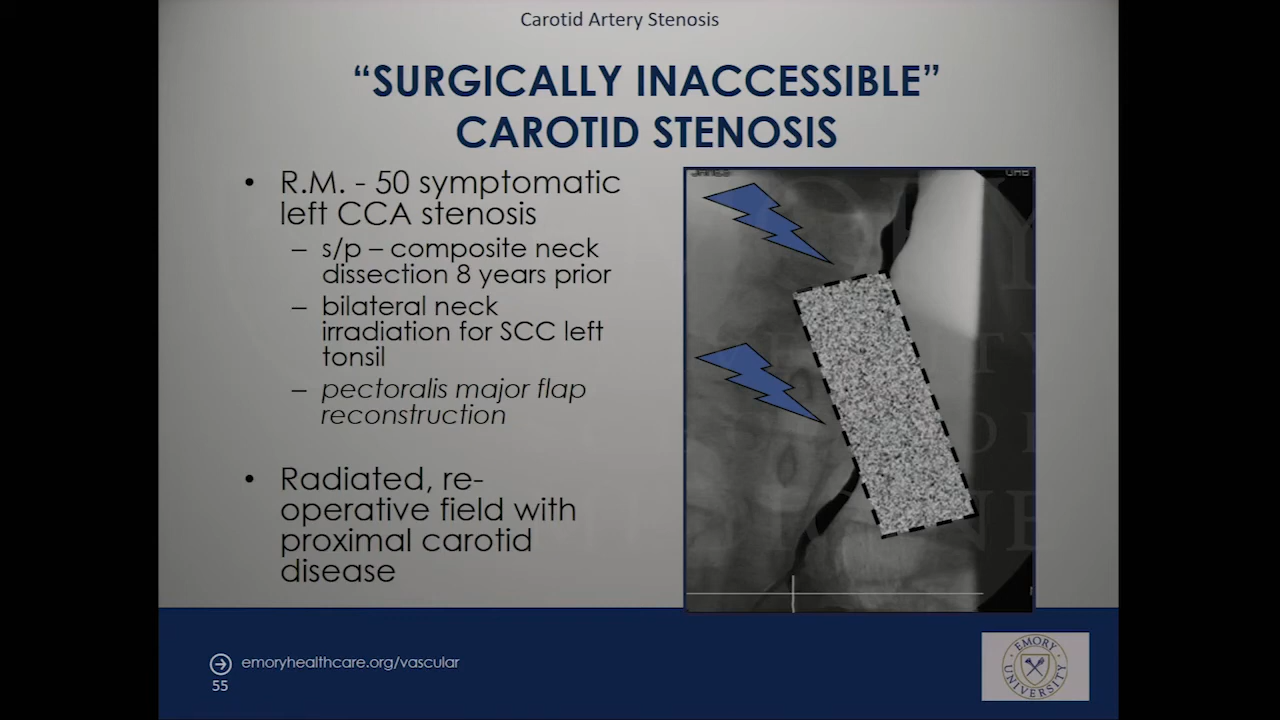 Carotid Artery Stenosis
“SURGICALLY INACCESSIBLE”
CAROTID STENOSIS
• R.M. - 50 symptomatic
left CCA stenosis
– s/p – composite neck
dissection 8 years prior
– bilateral neck
irradiation for SCC left
tonsil
– pectoralis major flap
reconstruction
• Radiated, re-
operative field with
proximal carotid
disease
emoryhealthcare.org/vascular
55
EMORY
UNIVERSITY